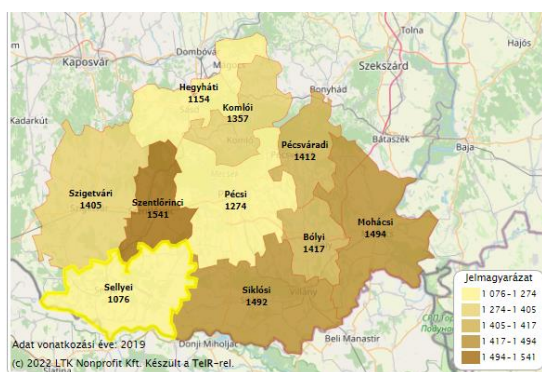 Tolna
Hajós
Dombóvár
Kaposvár
Szekszárd
Hegyháti
1154
Bonyhád
Komlói
1357
Kadarkút
Bátaszék
Pécsváradi
1412
Baja
Szigetvári
1405
Szentlőrinci
1541
Pécsi
1274
Mohácsi
1494
Bólyi
1417
Sellyei
1076
Siklósi
1492
Villány
Jelmagyarázat
1 076-1 274
1 274-1 405
1 405-1 417
1 417-1 494
1 494-1 541
Adat vonatkozási éve: 2019
Donji Miholjac
Beli Manastir
(c) 2022 LTK Nonprofit Kft. Készült a TeIR-rel.